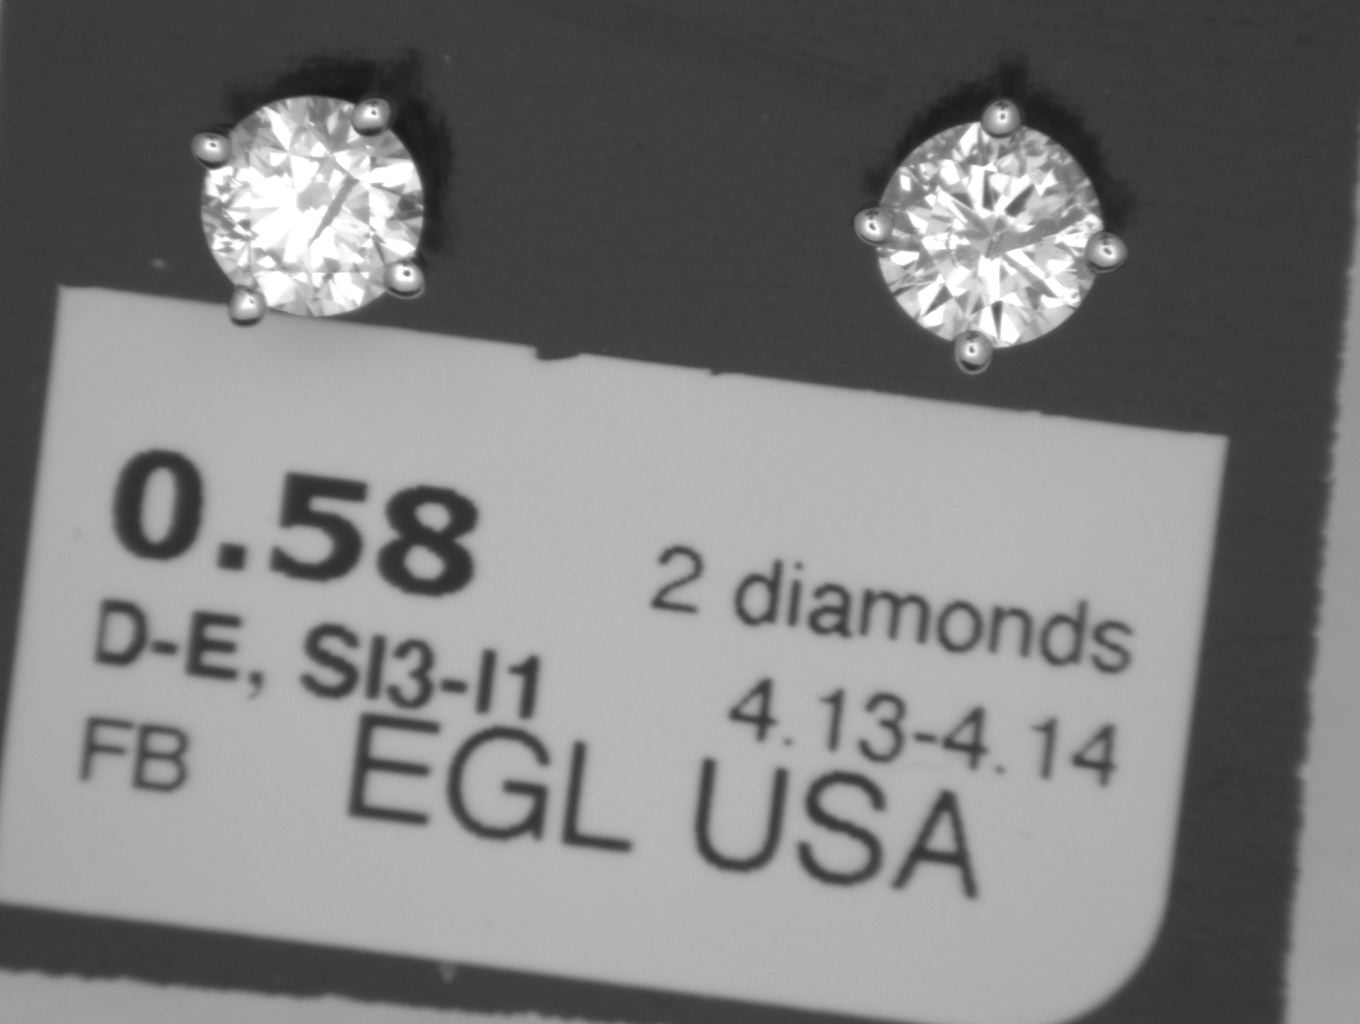 0.58
2 diamonds
D-E, SI3-I1
4.13-4.14
FB
EGL USA